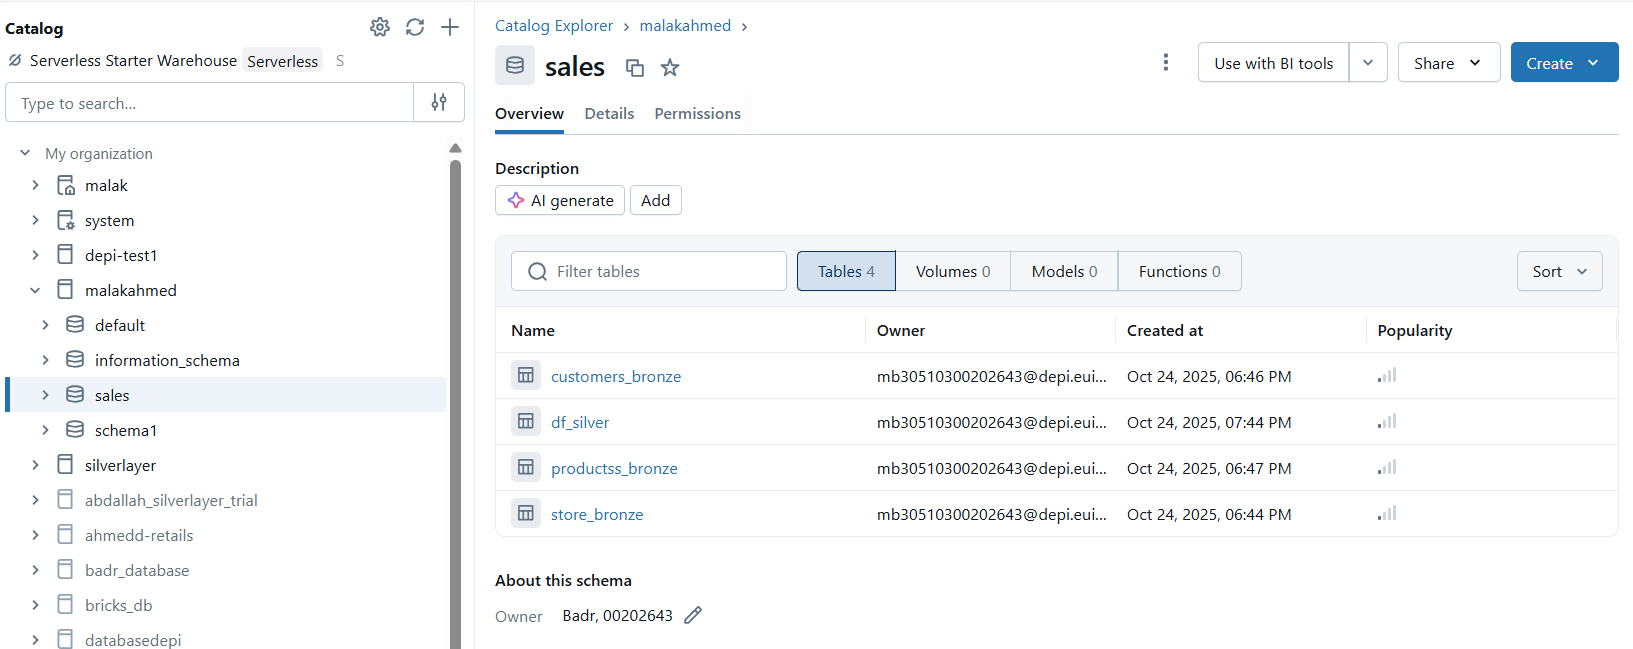 Catalog
Serverless Starter Warehouse Serverless S
Type to search...
My organization
malak
system
depi-test1
malakahmed
default
information_schema
sales
schema1
silverlayer
abdallah_silverlayer_trial
ahmedd-retails
badr_database
bricks_db
databasedepi
Catalog Explorer › malakahmed ›
sales
Use with BI tools
Share
Create
Overview Details Permissions
Description
AI generate Add
Filter tables Tables 4 Volumes 0 Models 0 Functions 0 Sort
Name Owner Created at Popularity
customers_bronze mb30510300202643@depi.eui... Oct 24, 2025, 06:46 PM
df_silver mb30510300202643@depi.eui... Oct 24, 2025, 07:44 PM
productss_bronze mb30510300202643@depi.eui... Oct 24, 2025, 06:47 PM
store_bronze mb30510300202643@depi.eui... Oct 24, 2025, 06:44 PM
About this schema
Owner Badr, 00202643